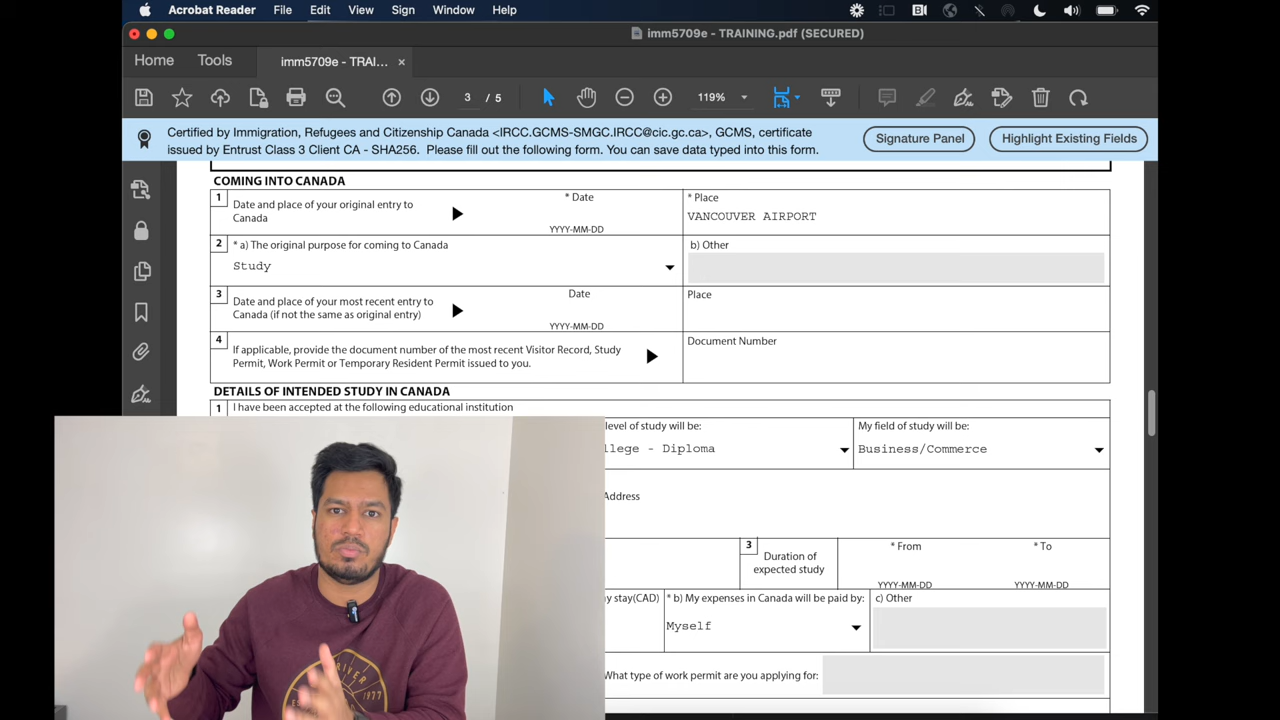 Acrobat Reader File Edit View Sign Window Help
imm5709e - TRAINING.pdf (SECURED)
Home Tools imm5709e - TRAI... ×
3 / 5 119%
Certified by Immigration, Refugees and Citizenship Canada <IRCC.GCMS-SMGC.IRCC@cic.gc.ca>, GCMS, certificate
issued by Entrust Class 3 Client CA - SHA256. Please fill out the following form. You can save data typed into this form.
Signature Panel
Highlight Existing Fields
COMING INTO CANADA
1 Date and place of your original entry to
Canada
* Date
YYYY-MM-DD
* Place
VANCOUVER AIRPORT
2 * a) The original purpose for coming to Canada
Study
b) Other
3 Date and place of your most recent entry to
Canada (if not the same as original entry)
Date
YYYY-MM-DD
Place
4 If applicable, provide the document number of the most recent Visitor Record, Study
Permit, Work Permit or Temporary Resident Permit issued to you.
Document Number
DETAILS OF INTENDED STUDY IN CANADA
1 I have been accepted at the following educational institution
level of study will be:
llege - Diploma
My field of study will be:
Business/Commerce
Address
3 Duration of
expected study
* From
YYYY-MM-DD
* To
YYYY-MM-DD
y stay(CAD)
* b) My expenses in Canada will be paid by:
Myself
c) Other
What type of work permit are you applying for:
RIVER
1977